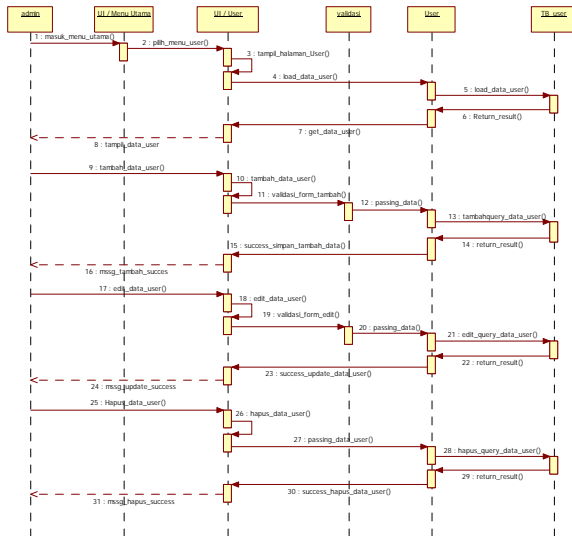 admin
UI / Menu Utama
UI / User
validasi
User
TB_user
1 : masuk_menu_utama()
2 : pilih_menu_user()
3 : tampil_halaman_User()
4 : load_data_user()
5 : load_data_user()
6 : Return_result()
7 : get_data_user()
8 : tampil_data_user
9 : tambah_data_user()
10 : tambah_data_user()
11 : validasi_form_tambah()
12 : passing_data()
13 : tambahquery_data_user()
14 : return_result()
15 : success_simpan_tambah_data()
16 : mssg_tambah_succes
17 : edit_data_user()
18 : edit_data_user()
19 : validasi_form_edit()
20 : passing_data()
21 : edit_query_data_user()
22 : return_result()
23 : success_update_data_user()
24 : mssg_update_success
25 : Hapus_data_user()
26 : hapus_data_user()
27 : passing_data_user()
28 : hapus_query_data_user()
29 : return_result()
30 : success_hapus_data_user()
31 : mssg_hapus_success